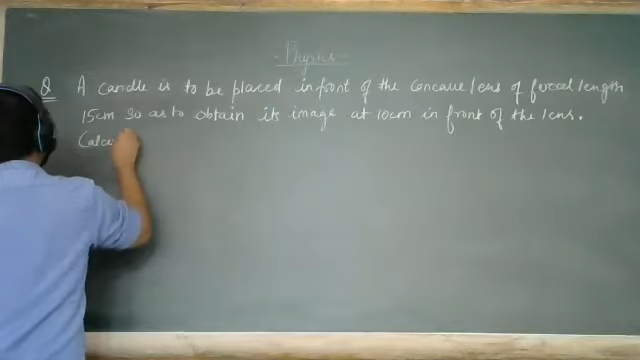 Physics
Q A candle is to be placed in front of the concave lens of focal length
15cm so as to obtain its image at 10cm in front of the lens.
Calcu